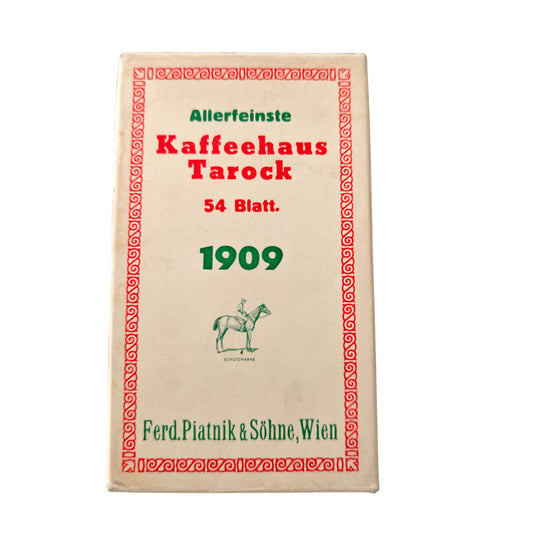 Allerfeinste
Kaffeehaus
Tarock
54 Blatt.
1909
SCHUTZMARKE
Ferd.Piatnik & Söhne,Wien